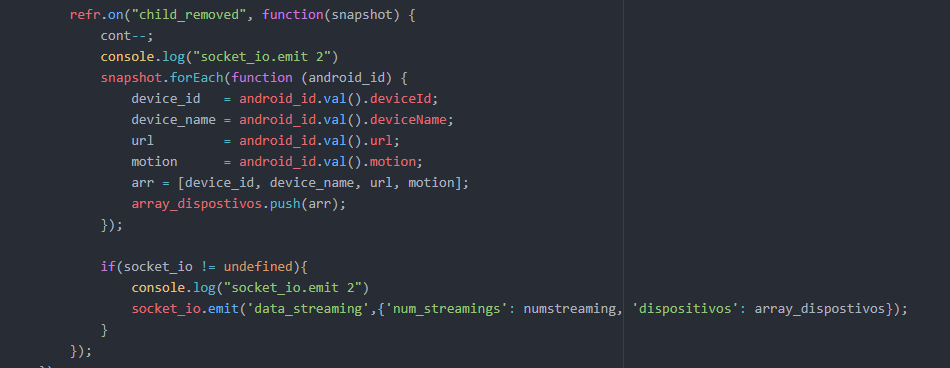 refr.on("child_removed", function(snapshot) {
cont--;
console.log("socket_io.emit 2")
snapshot.forEach(function (android_id) {
device_id   = android_id.val().deviceId;
device_name = android_id.val().deviceName;
url         = android_id.val().url;
motion      = android_id.val().motion;
arr = [device_id, device_name, url, motion];
array_dispostivos.push(arr);
});
if(socket_io != undefined){
console.log("socket_io.emit 2")
socket_io.emit('data_streaming',{'num_streamings': numstreaming, 'dispositivos': array_dispostivos});
}
});